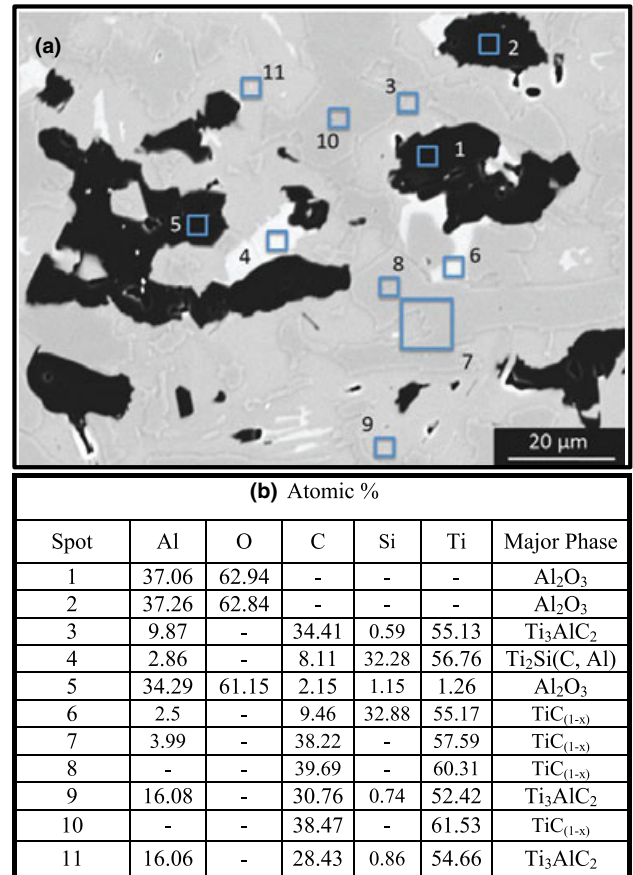 (a)
2
11
3
10
1
5
4
6
8
7
9
20 µm
(b) Atomic %
Spot Al O C Si Ti Major Phase
1 37.06 62.94 - - - Al₂O₃
2 37.26 62.84 - - - Al₂O₃
3 9.87 - 34.41 0.59 55.13 Ti₃AlC₂
4 2.86 - 8.11 32.28 56.76 Ti₂Si(C, Al)
5 34.29 61.15 2.15 1.15 1.26 Al₂O₃
6 2.5 - 9.46 32.88 55.17 TiC₍₁₋ₓ₎
7 3.99 - 38.22 - 57.59 TiC₍₁₋ₓ₎
8 - - 39.69 - 60.31 TiC₍₁₋ₓ₎
9 16.08 - 30.76 0.74 52.42 Ti₃AlC₂
10 - - 38.47 - 61.53 TiC₍₁₋ₓ₎
11 16.06 - 28.43 0.86 54.66 Ti₃AlC₂